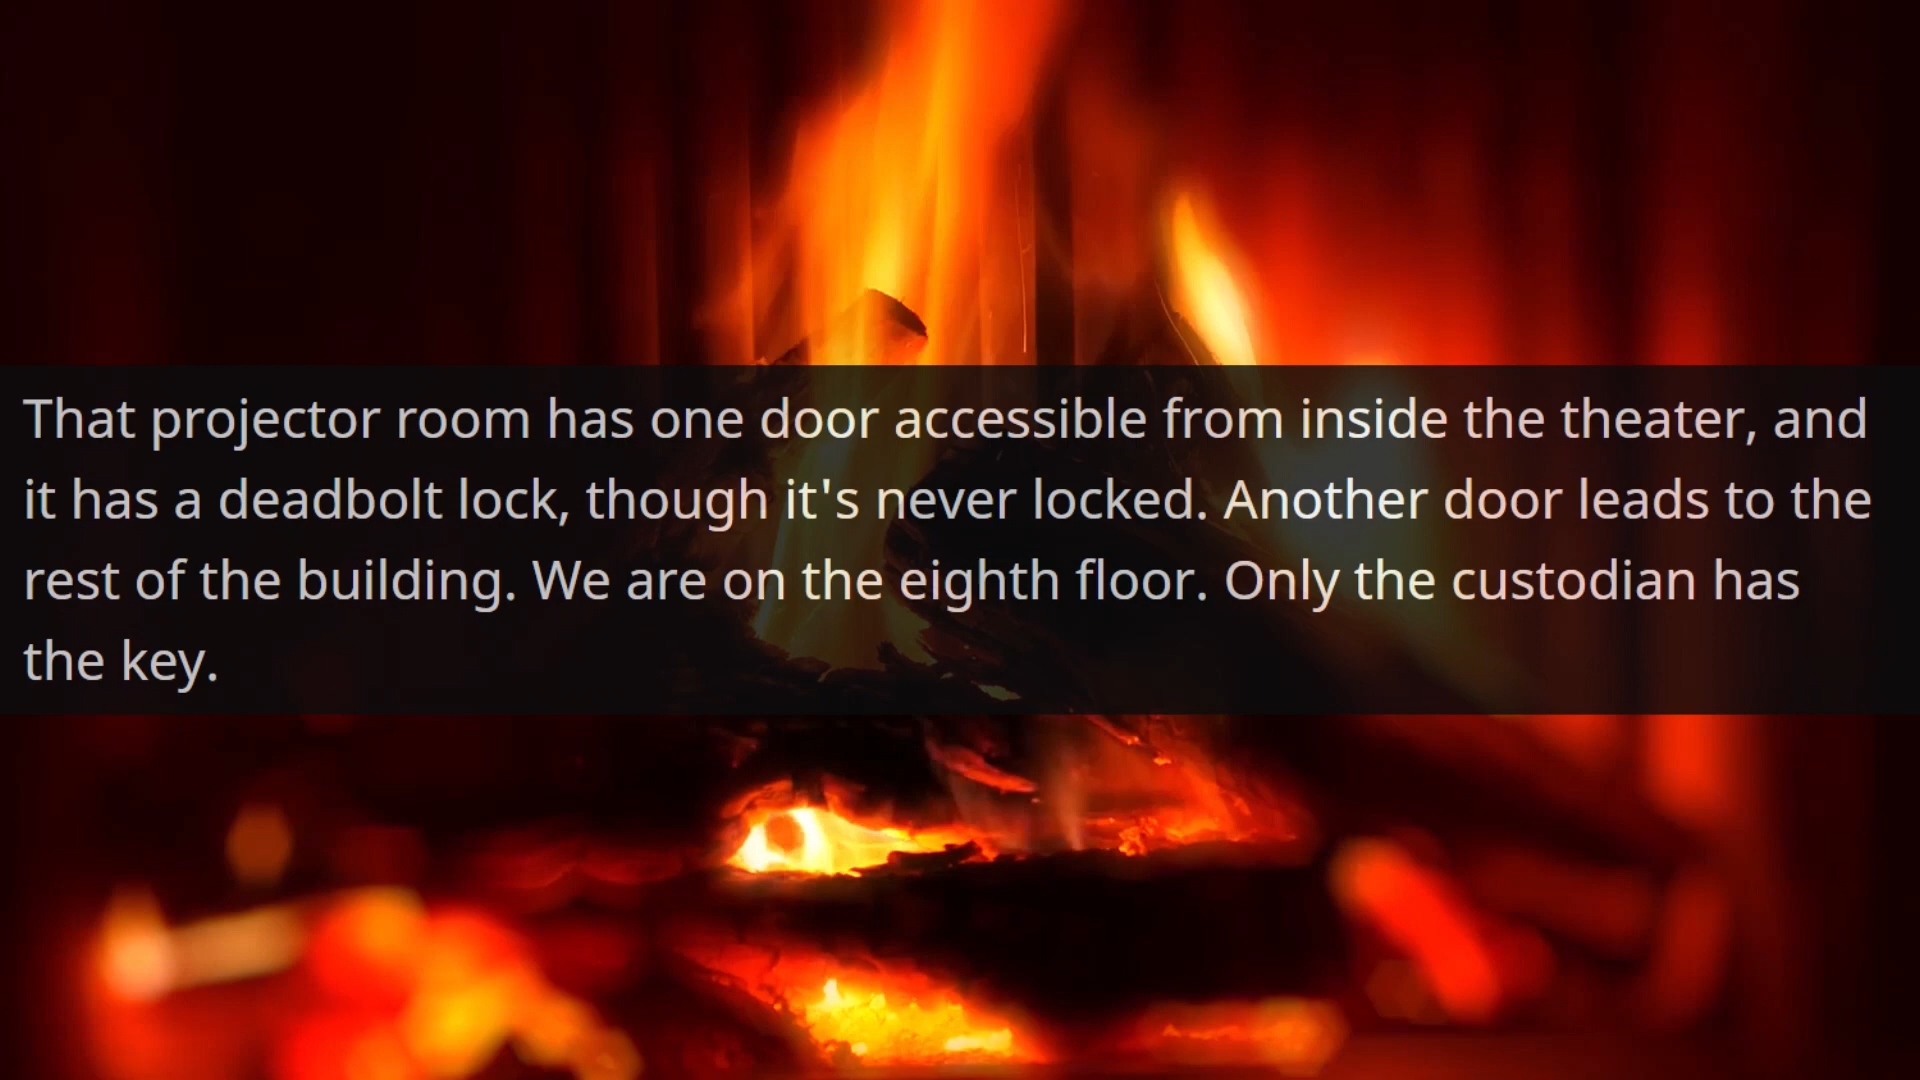 That projector room has one door accessible from inside the theater, and
it has a deadbolt lock, though it's never locked. Another door leads to the
rest of the building. We are on the eighth floor. Only the custodian has
the key.